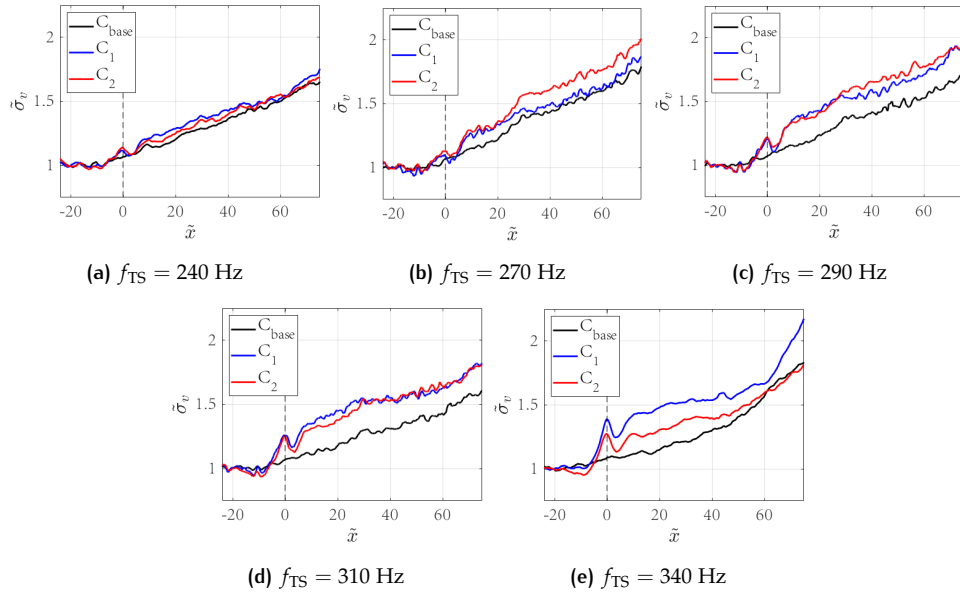 2
1.5
1
σ̃_v
C_base
C_1
C_2
-20 0 20 40 60
x̃
(a) f_TS = 240 Hz
2
1.5
1
σ̃_v
C_base
C_1
C_2
-20 0 20 40 60
x̃
(b) f_TS = 270 Hz
2
1.5
1
σ̃_v
C_base
C_1
C_2
-20 0 20 40 60
x̃
(c) f_TS = 290 Hz
2
1.5
1
σ̃_v
C_base
C_1
C_2
-20 0 20 40 60
x̃
(d) f_TS = 310 Hz
2
1.5
1
σ̃_v
C_base
C_1
C_2
-20 0 20 40 60
x̃
(e) f_TS = 340 Hz